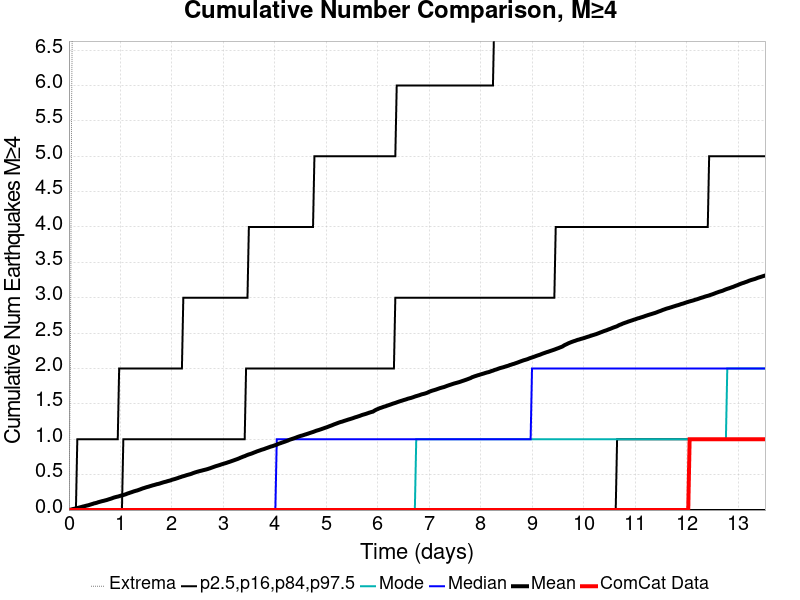 Cumulative Number Comparison, M≥4
Cumulative Num Earthquakes M≥4
6.5
6.0
5.5
5.0
4.5
4.0
3.5
3.0
2.5
2.0
1.5
1.0
0.5
0.0
0 1 2 3 4 5 6 7 8 9 10 11 12 13
Time (days)
Extrema p2.5,p16,p84,p97.5 Mode Median Mean ComCat Data